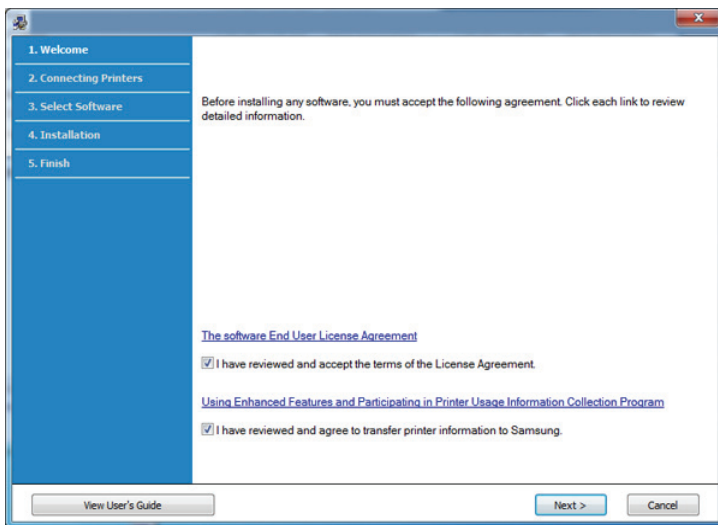 1. Welcome
2. Connecting Printers
3. Select Software
4. Installation
5. Finish
Before installing any software, you must accept the following agreement. Click each link to review
detailed information.
The software End User License Agreement
I have reviewed and accept the terms of the License Agreement.
Using Enhanced Features and Participating in Printer Usage Information Collection Program
I have reviewed and agree to transfer printer information to Samsung.
View User's Guide
Next >
Cancel